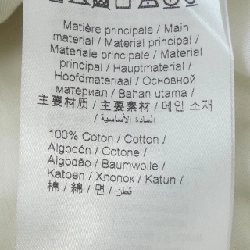 Matière principale / Main
material / Material principal /
Materiale principale / Materiel
principal / Hauptmaterial /
Hoofdmateriaal / Основной
материал / Bahan utama /
主要材质 / 主要素材 / 메인 소재
/ المادة الأساسية
100% Coton / Cotton /
Algodón / Cotone /
Algodão / Baumwolle /
Katoen / Хлопок / Katun /
棉 / 綿 / 면 / قطن